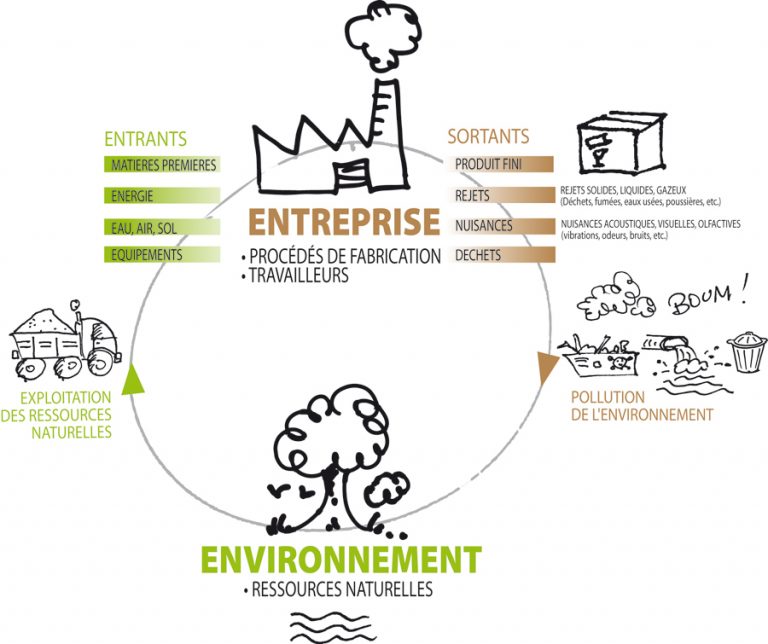 ENTRANTS
MATIERES PREMIERES
ENERGIE
EAU, AIR, SOL
EQUIPEMENTS
ENTREPRISE
• PROCÉDÉS DE FABRICATION
• TRAVAILLEURS
SORTANTS
PRODUIT FINI
REJETS
REJETS SOLIDES, LIQUIDES, GAZEUX
(Déchets, fumées, eaux usées, poussières, etc.)
NUISANCES
NUISANCES ACOUSTIQUES, VISUELLES, OLFACTIVES
(vibrations, odeurs, bruits, etc.)
DECHETS
BOUM !
POLLUTION
DE L'ENVIRONNEMENT
EXPLOITATION
DES RESSOURCES
NATURELLES
ENVIRONNEMENT
• RESSOURCES NATURELLES